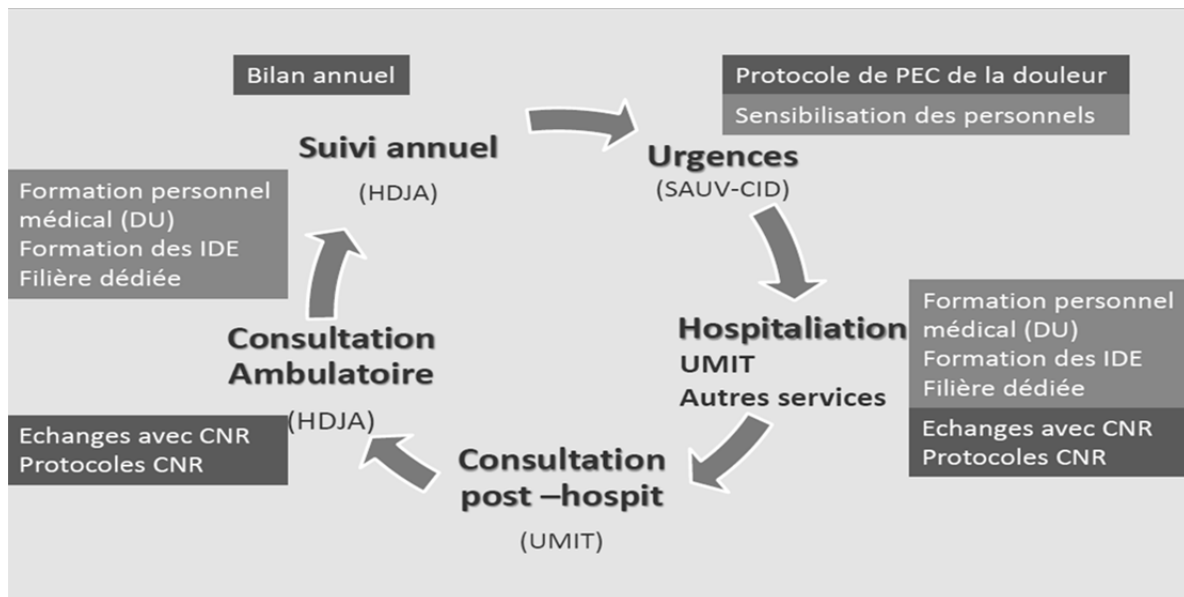 Bilan annuel
Suivi annuel
(HDJA)
Protocole de PEC de la douleur
Sensibilisation des personnels
Urgences
(SAUV-CID)
Formation personnel
médical (DU)
Formation des IDE
Filière dédiée
Hospitaliation
UMIT
Autres services
Formation personnel
médical (DU)
Formation des IDE
Filière dédiée
Echanges avec CNR
Protocoles CNR
Consultation
Ambulatoire
(HDJA)
Echanges avec CNR
Protocoles CNR
Consultation
post –hospit
(UMIT)